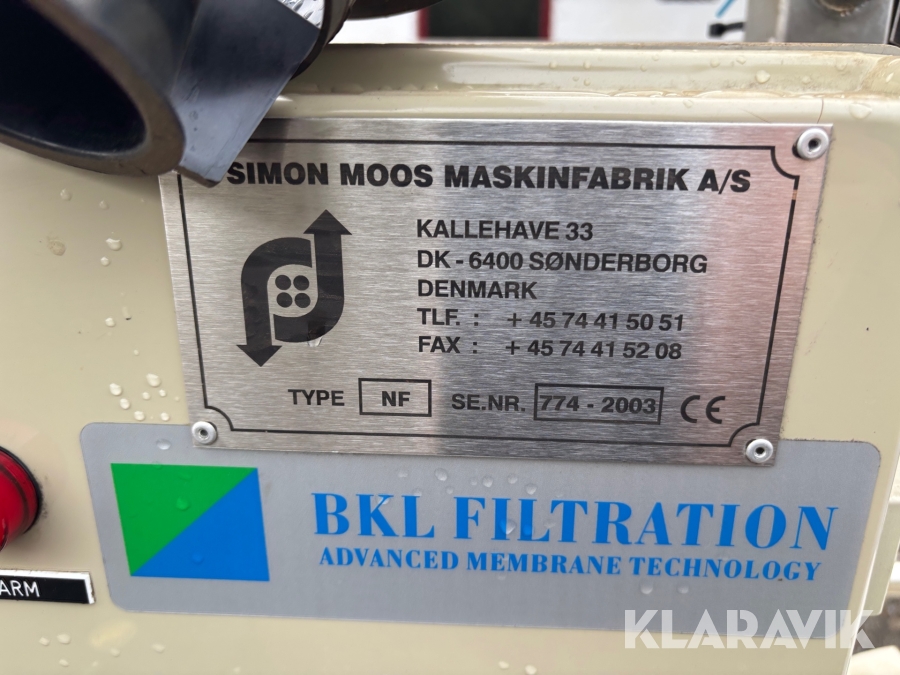 SIMON MOOS MASKINFABRIK A/S
KALLEHAVE 33
DK - 6400 SØNDERBORG
DENMARK
TLF. : + 45 74 41 50 51
FAX : + 45 74 41 52 08
TYPE NF SE.NR. 774 - 2003 CE
BKL FILTRATION
ADVANCED MEMBRANE TECHNOLOGY
ARM
KLARAVIK